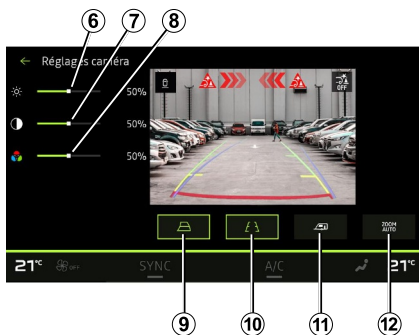 6 7 8
← Réglages caméra
50%
OFF
50%
50%
ZOOM AUTO
21°C OFF SYNC A/C 21°C
9 10 11 12